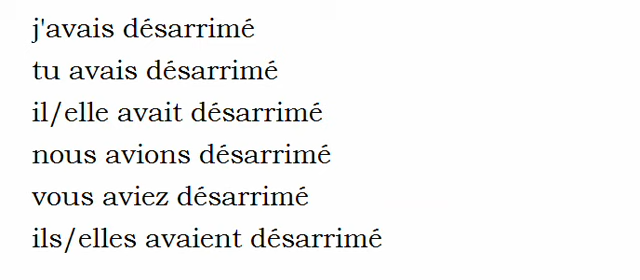 j'avais désarrimé
tu avais désarrimé
il/elle avait désarrimé
nous avions désarrimé
vous aviez désarrimé
ils/elles avaient désarrimé